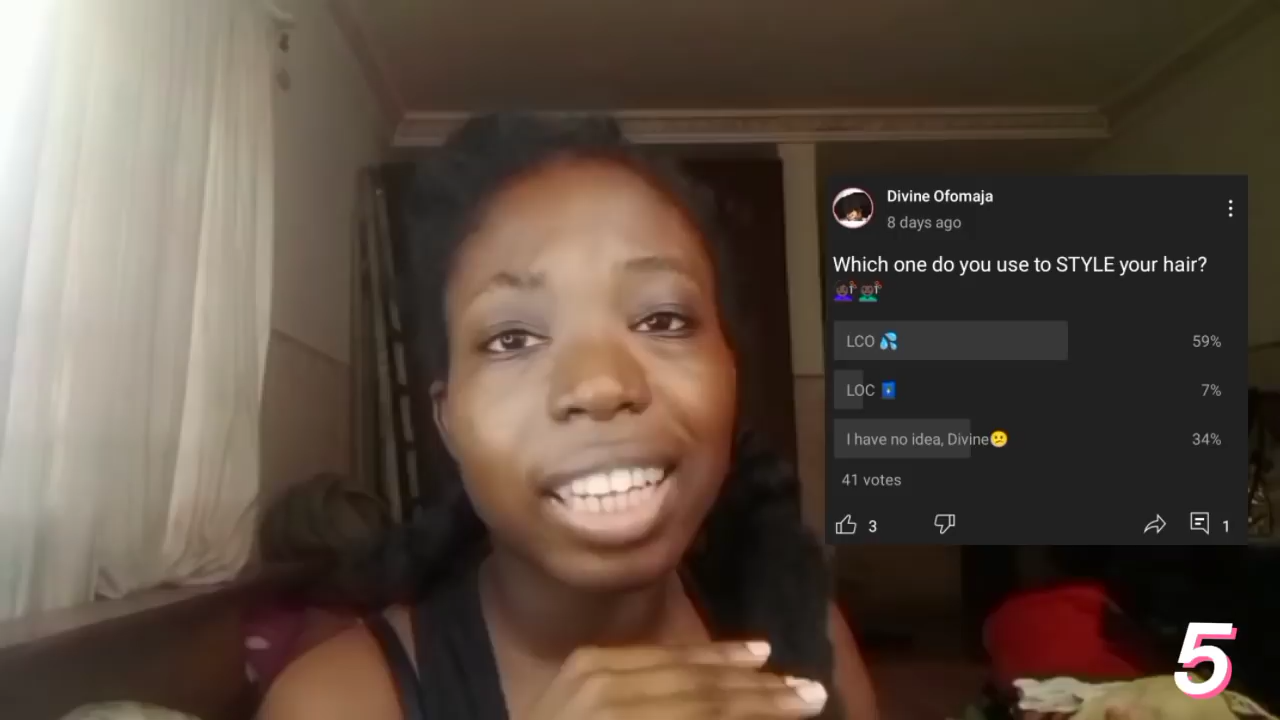 Divine Ofomaja
8 days ago
Which one do you use to STYLE your hair?
LCO 💦 59%
LOC 7%
I have no idea, Divine😕 34%
41 votes
3 1
5